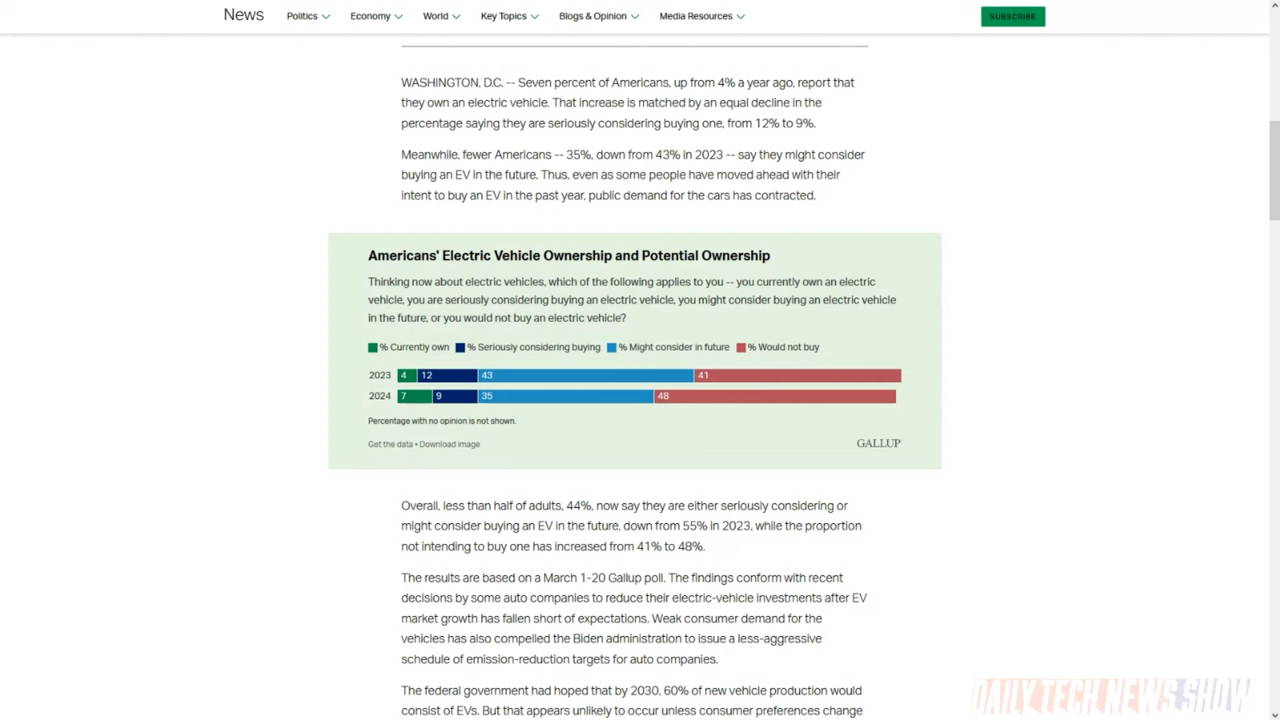 News
Politics Economy World Key Topics Blogs & Opinion Media Resources
SUBSCRIBE
WASHINGTON, D.C. -- Seven percent of Americans, up from 4% a year ago, report that
they own an electric vehicle. That increase is matched by an equal decline in the
percentage saying they are seriously considering buying one, from 12% to 9%.
Meanwhile, fewer Americans -- 35%, down from 43% in 2023 -- say they might consider
buying an EV in the future. Thus, even as some people have moved ahead with their
intent to buy an EV in the past year, public demand for the cars has contracted.
Americans' Electric Vehicle Ownership and Potential Ownership
Thinking now about electric vehicles, which of the following applies to you -- you currently own an electric
vehicle, you are seriously considering buying an electric vehicle, you might consider buying an electric vehicle
in the future, or you would not buy an electric vehicle?
% Currently own % Seriously considering buying % Might consider in future % Would not buy
2023 4 12 43 41
2024 7 9 35 48
Percentage with no opinion is not shown.
Get the data • Download image GALLUP
Overall, less than half of adults, 44%, now say they are either seriously considering or
might consider buying an EV in the future, down from 55% in 2023, while the proportion
not intending to buy one has increased from 41% to 48%.
The results are based on a March 1-20 Gallup poll. The findings conform with recent
decisions by some auto companies to reduce their electric-vehicle investments after EV
market growth has fallen short of expectations. Weak consumer demand for the
vehicles has also compelled the Biden administration to issue a less-aggressive
schedule of emission-reduction targets for auto companies.
The federal government had hoped that by 2030, 60% of new vehicle production would
consist of EVs. But that appears unlikely to occur unless consumer preferences change
DAILY TECH NEWS SHOW